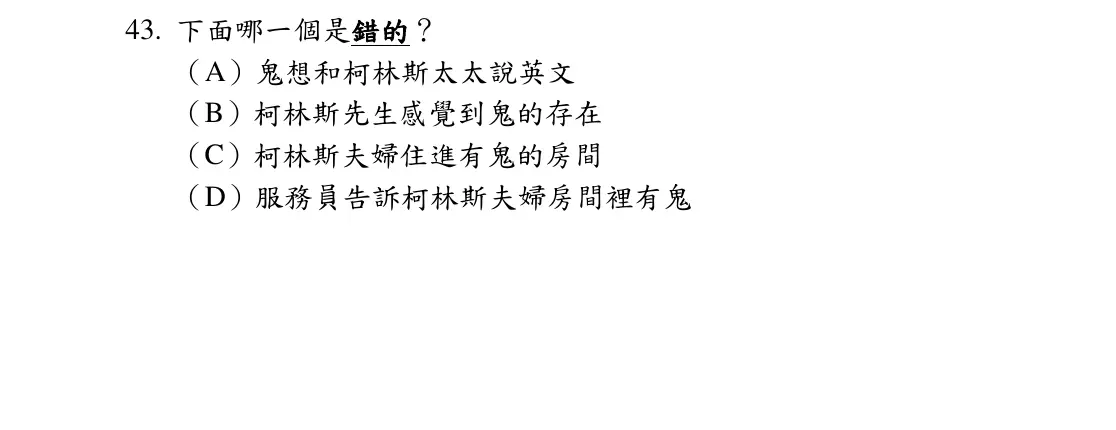 43. 下面哪一個是錯的？
（A）鬼想和柯林斯太太說英文
（B）柯林斯先生感覺到鬼的存在
（C）柯林斯夫婦住進有鬼的房間
（D）服務員告訴柯林斯夫婦房間裡有鬼